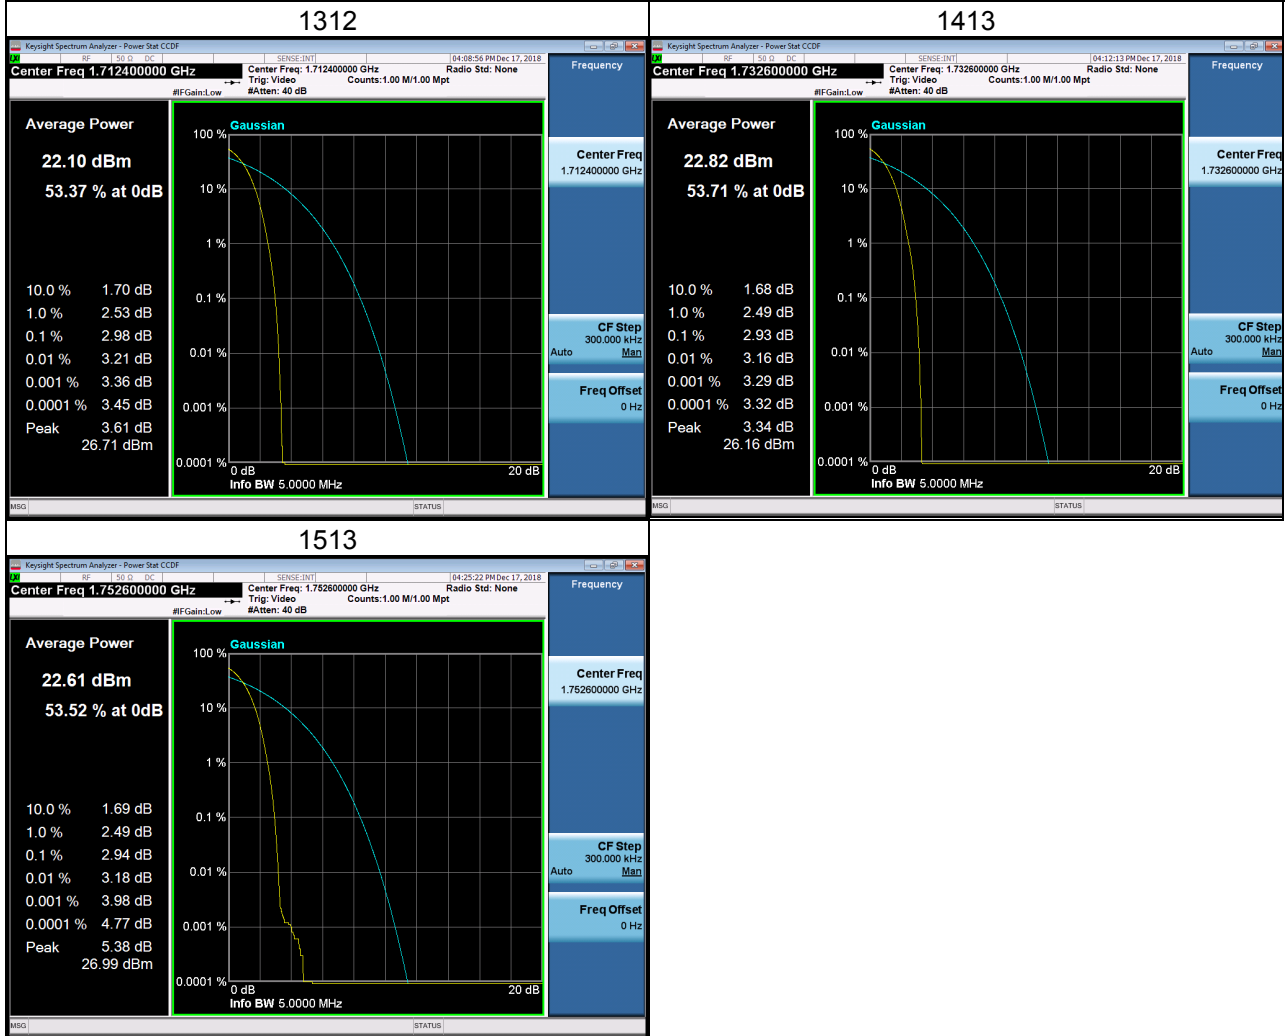 1312
Keysight Spectrum Analyzer - Power Stat CCDF
LXI RF 50 Ω DC SENSE:INT 04:08:56 PM Dec 17, 2018
Center Freq 1.712400000 GHz
Center Freq: 1.712400000 GHz Radio Std: None
Trig: Video Counts:1.00 M/1.00 Mpt
#IFGain:Low #Atten: 40 dB
Average Power
22.10 dBm
53.37 % at 0dB
10.0 % 1.70 dB
1.0 % 2.53 dB
0.1 % 2.98 dB
0.01 % 3.21 dB
0.001 % 3.36 dB
0.0001 % 3.45 dB
Peak 3.61 dB
26.71 dBm
Gaussian
100 %
10 %
1 %
0.1 %
0.01 %
0.001 %
0.0001 %
0 dB 20 dB
Info BW 5.0000 MHz
Frequency
Center Freq
1.712400000 GHz
CF Step
300.000 kHz
Auto Man
Freq Offset
0 Hz
MSG STATUS
1413
Keysight Spectrum Analyzer - Power Stat CCDF
LXI RF 50 Ω DC SENSE:INT 04:12:13 PM Dec 17, 2018
Center Freq 1.732600000 GHz
Center Freq: 1.732600000 GHz Radio Std: None
Trig: Video Counts:1.00 M/1.00 Mpt
#IFGain:Low #Atten: 40 dB
Average Power
22.82 dBm
53.71 % at 0dB
10.0 % 1.68 dB
1.0 % 2.49 dB
0.1 % 2.93 dB
0.01 % 3.16 dB
0.001 % 3.29 dB
0.0001 % 3.32 dB
Peak 3.34 dB
26.16 dBm
Gaussian
100 %
10 %
1 %
0.1 %
0.01 %
0.001 %
0.0001 %
0 dB 20 dB
Info BW 5.0000 MHz
Frequency
Center Freq
1.732600000 GHz
CF Step
300.000 kHz
Auto Man
Freq Offset
0 Hz
MSG STATUS
1513
Keysight Spectrum Analyzer - Power Stat CCDF
LXI RF 50 Ω DC SENSE:INT 04:25:22 PM Dec 17, 2018
Center Freq 1.752600000 GHz
Center Freq: 1.752600000 GHz Radio Std: None
Trig: Video Counts:1.00 M/1.00 Mpt
#IFGain:Low #Atten: 40 dB
Average Power
22.61 dBm
53.52 % at 0dB
10.0 % 1.69 dB
1.0 % 2.49 dB
0.1 % 2.94 dB
0.01 % 3.18 dB
0.001 % 3.98 dB
0.0001 % 4.77 dB
Peak 5.38 dB
26.99 dBm
Gaussian
100 %
10 %
1 %
0.1 %
0.01 %
0.001 %
0.0001 %
0 dB 20 dB
Info BW 5.0000 MHz
Frequency
Center Freq
1.752600000 GHz
CF Step
300.000 kHz
Auto Man
Freq Offset
0 Hz
MSG STATUS